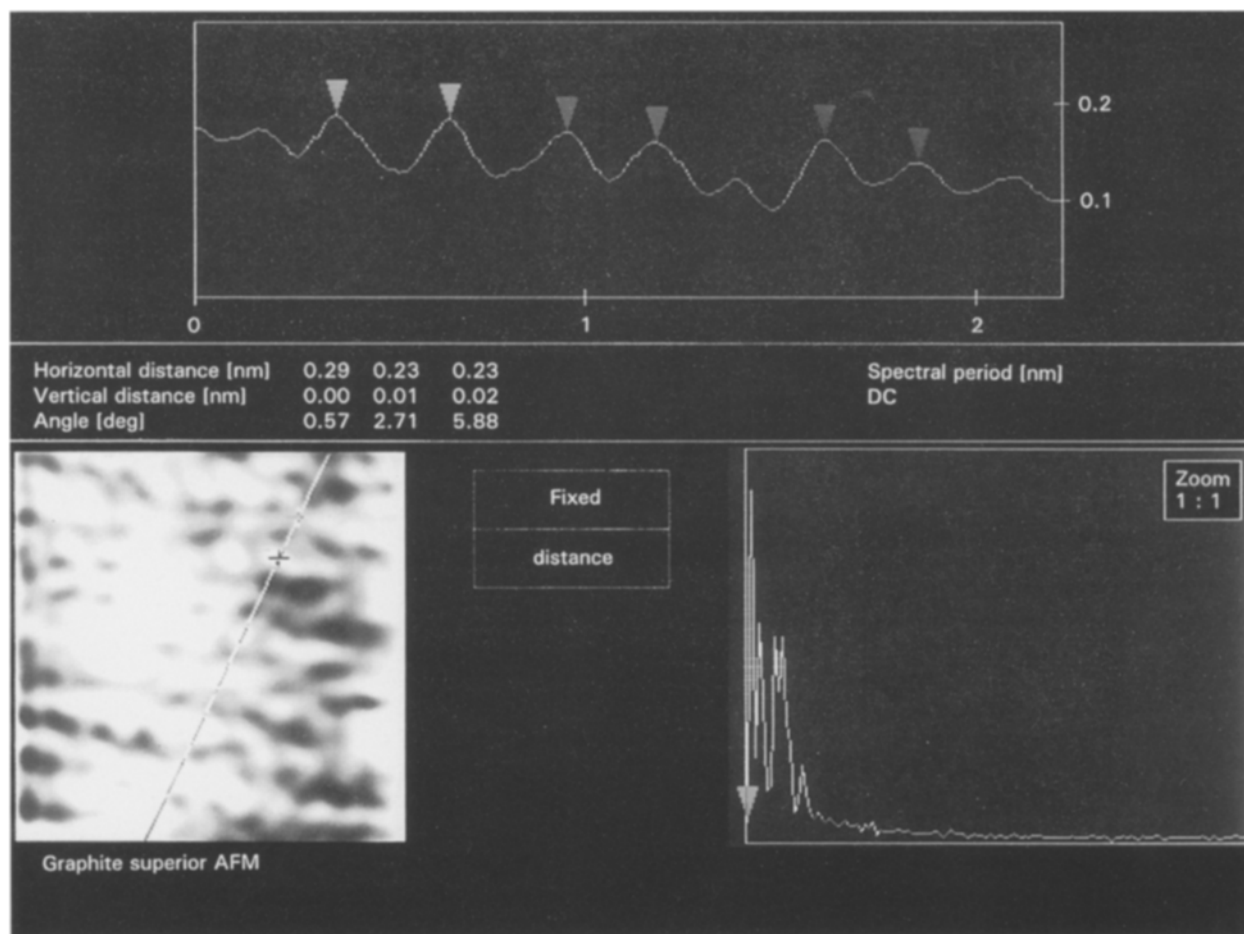 0.2
0.1
0 1 2
Horizontal distance [nm] 0.29 0.23 0.23
Vertical distance [nm] 0.00 0.01 0.02
Angle [deg] 0.57 2.71 5.88
Spectral period [nm]
DC
Fixed
distance
Zoom
1 : 1
Graphite superior AFM